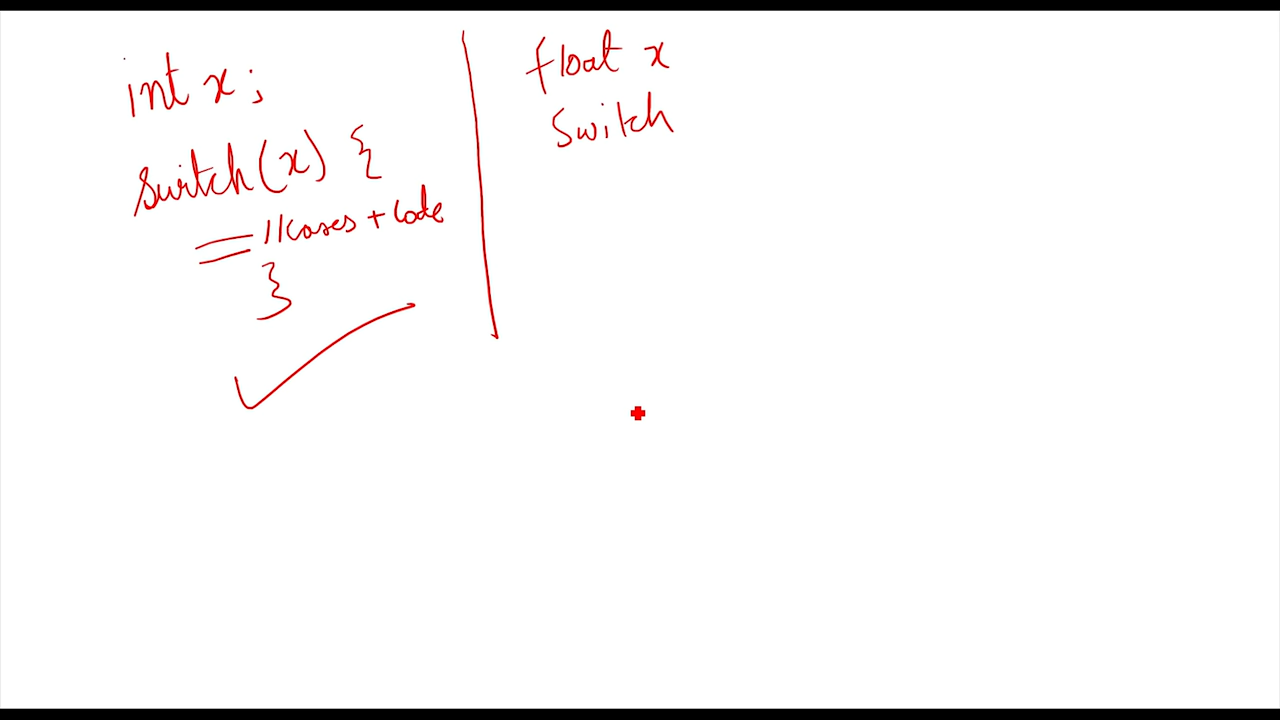 int x;
switch(x) {
//cases + code
}
float x
switch